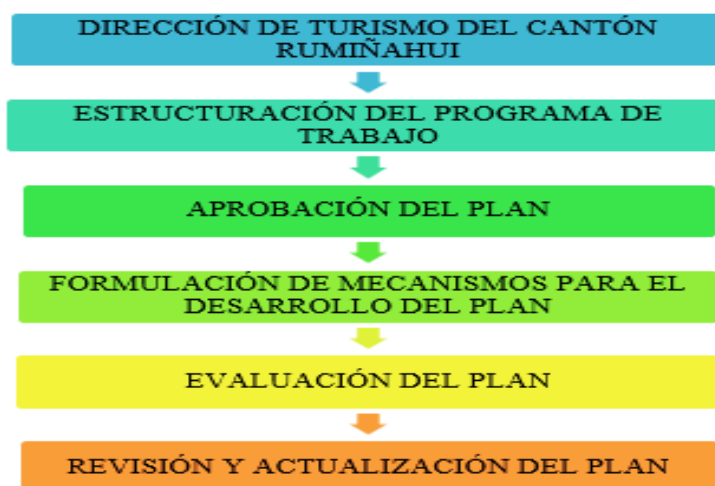 DIRECCIÓN DE TURISMO DEL CANTÓN
RUMIÑAHUI
ESTRUCTURACIÓN DEL PROGRAMA DE
TRABAJO
APROBACIÓN DEL PLAN
FORMULACIÓN DE MECANISMOS PARA EL
DESARROLLO DEL PLAN
EVALUACIÓN DEL PLAN
REVISIÓN Y ACTUALIZACIÓN DEL PLAN